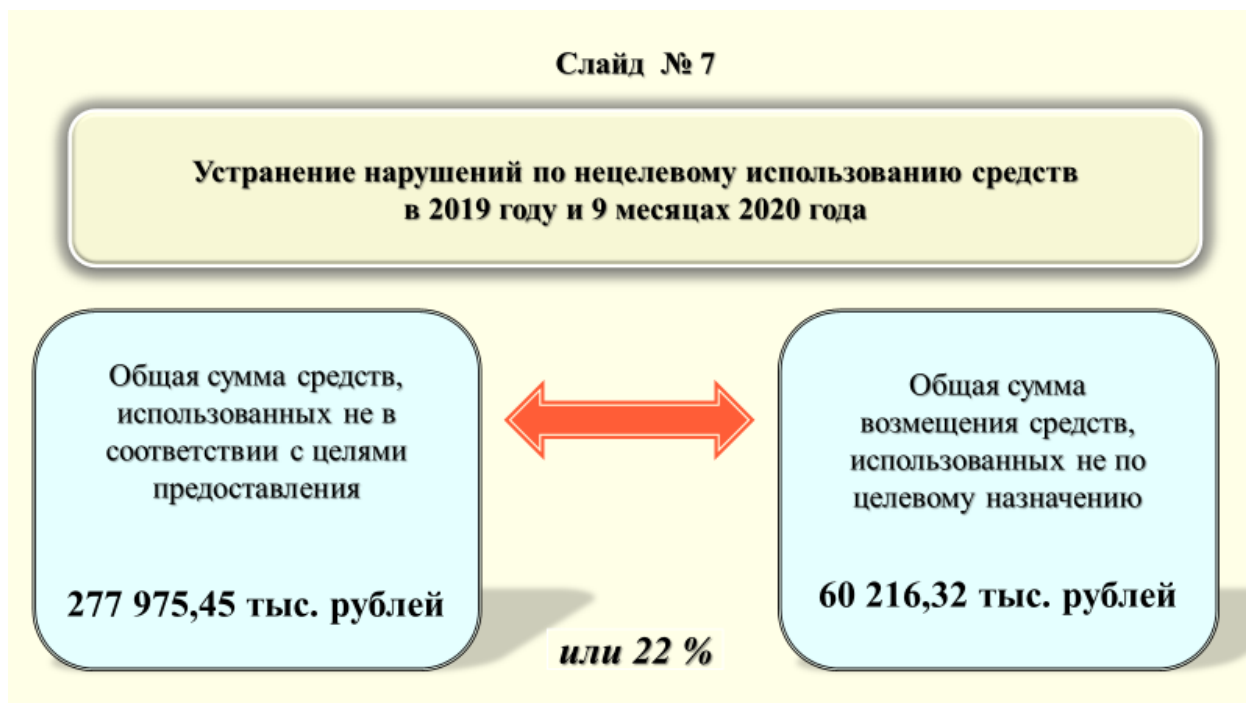 Слайд № 7
Устранение нарушений по нецелевому использованию средств
в 2019 году и 9 месяцах 2020 года
Общая сумма средств,
использованных не в
соответствии с целями
предоставления
277 975,45 тыс. рублей
или 22 %
Общая сумма
возмещения средств,
использованных не по
целевому назначению
60 216,32 тыс. рублей